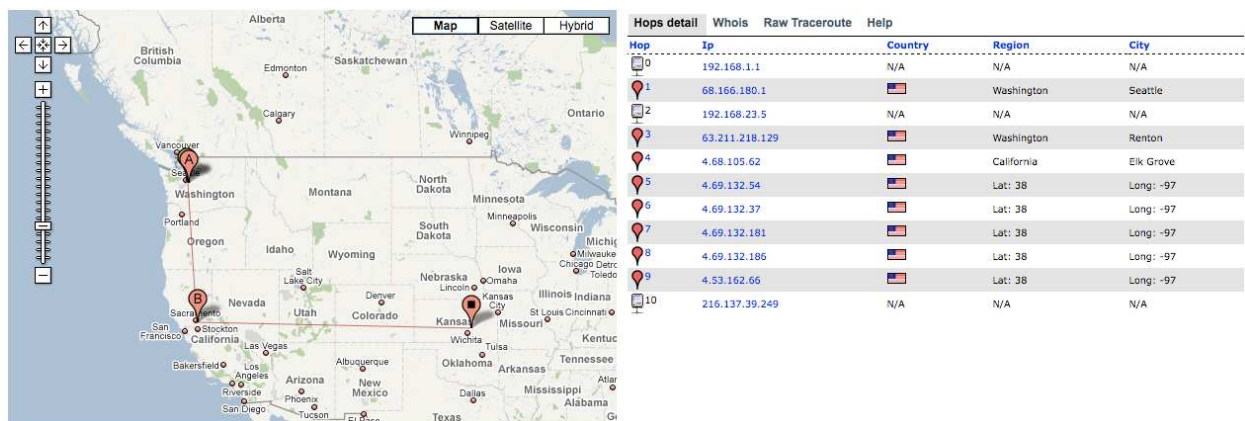 Map Satellite Hybrid
Alberta
British Columbia
Saskatchewan
Edmonton
Calgary
Ontario
Winnipeg
Vancouver
A
Washington
Montana
North Dakota
Minnesota
Portland
Minneapolis
Oregon
South Dakota
Wisconsin
Idaho
Wyoming
Milwaukee
Chicago
Toledo
Iowa
Salt Lake City
Nebraska
Omaha
Lincoln
B
Nevada
Denver
Kansas City
Illinois Indiana
Utah
Colorado
Kansas
Missouri
St Louis
Cincinnati
San Francisco
Stockton
California
Wichita
Las Vegas
Tulsa
Bakersfield
Los Angeles
Albuquerque
Oklahoma
Arkansas
Tennessee
Riverside
Arizona
New Mexico
Mississippi
Phoenix
Dallas
Alabama
San Diego
Tucson
Texas
Hops detail Whois Raw Traceroute Help
Hop Ip Country Region City
0 192.168.1.1 N/A N/A N/A
1 68.166.180.1 Washington Seattle
2 192.168.23.5 N/A N/A N/A
3 63.211.218.129 Washington Renton
4 4.68.105.62 California Elk Grove
5 4.69.132.54 Lat: 38 Long: -97
6 4.69.132.37 Lat: 38 Long: -97
7 4.69.132.181 Lat: 38 Long: -97
8 4.69.132.186 Lat: 38 Long: -97
9 4.53.162.66 Lat: 38 Long: -97
10 216.137.39.249 N/A N/A N/A